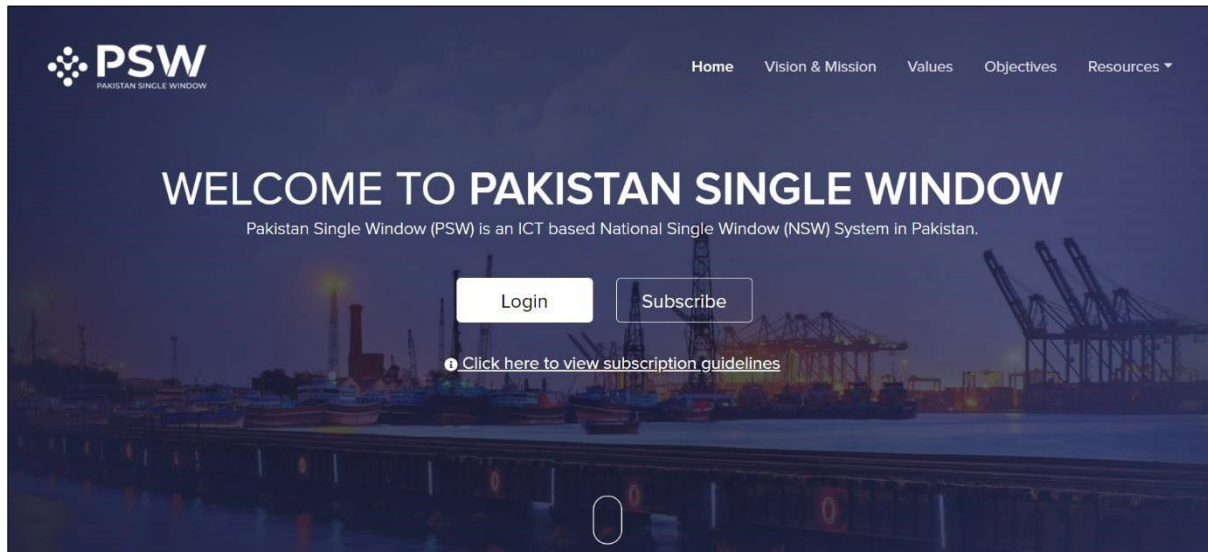 PSW
PAKISTAN SINGLE WINDOW
Home Vision & Mission Values Objectives Resources
WELCOME TO PAKISTAN SINGLE WINDOW
Pakistan Single Window (PSW) is an ICT based National Single Window (NSW) System in Pakistan.
Login Subscribe
Click here to view subscription guidelines